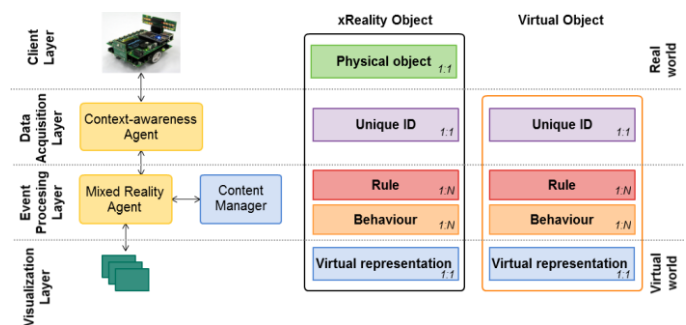 xReality Object
Virtual Object
Client
Layer
Physical object
1:1
Real
world
Data
Acquisition
Layer
Context-awareness
Agent
Unique ID
1:1
Unique ID
1:1
Event
Procesing
Layer
Mixed Reality
Agent
Content
Manager
Rule
1:N
Rule
1:N
Behaviour
1:N
Behaviour
1:N
Visualization
Layer
Virtual representation
1:1
Virtual representation
1:1
Virtual
world